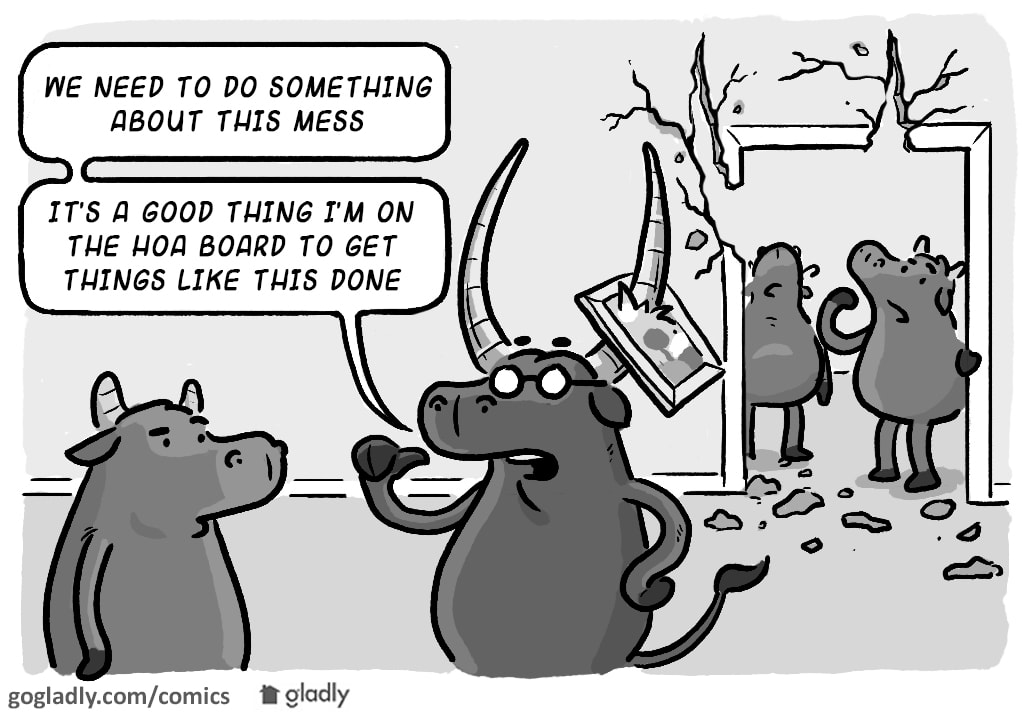 WE NEED TO DO SOMETHING
ABOUT THIS MESS
IT'S A GOOD THING I'M ON
THE HOA BOARD TO GET
THINGS LIKE THIS DONE
gogladly.com/comics gladly